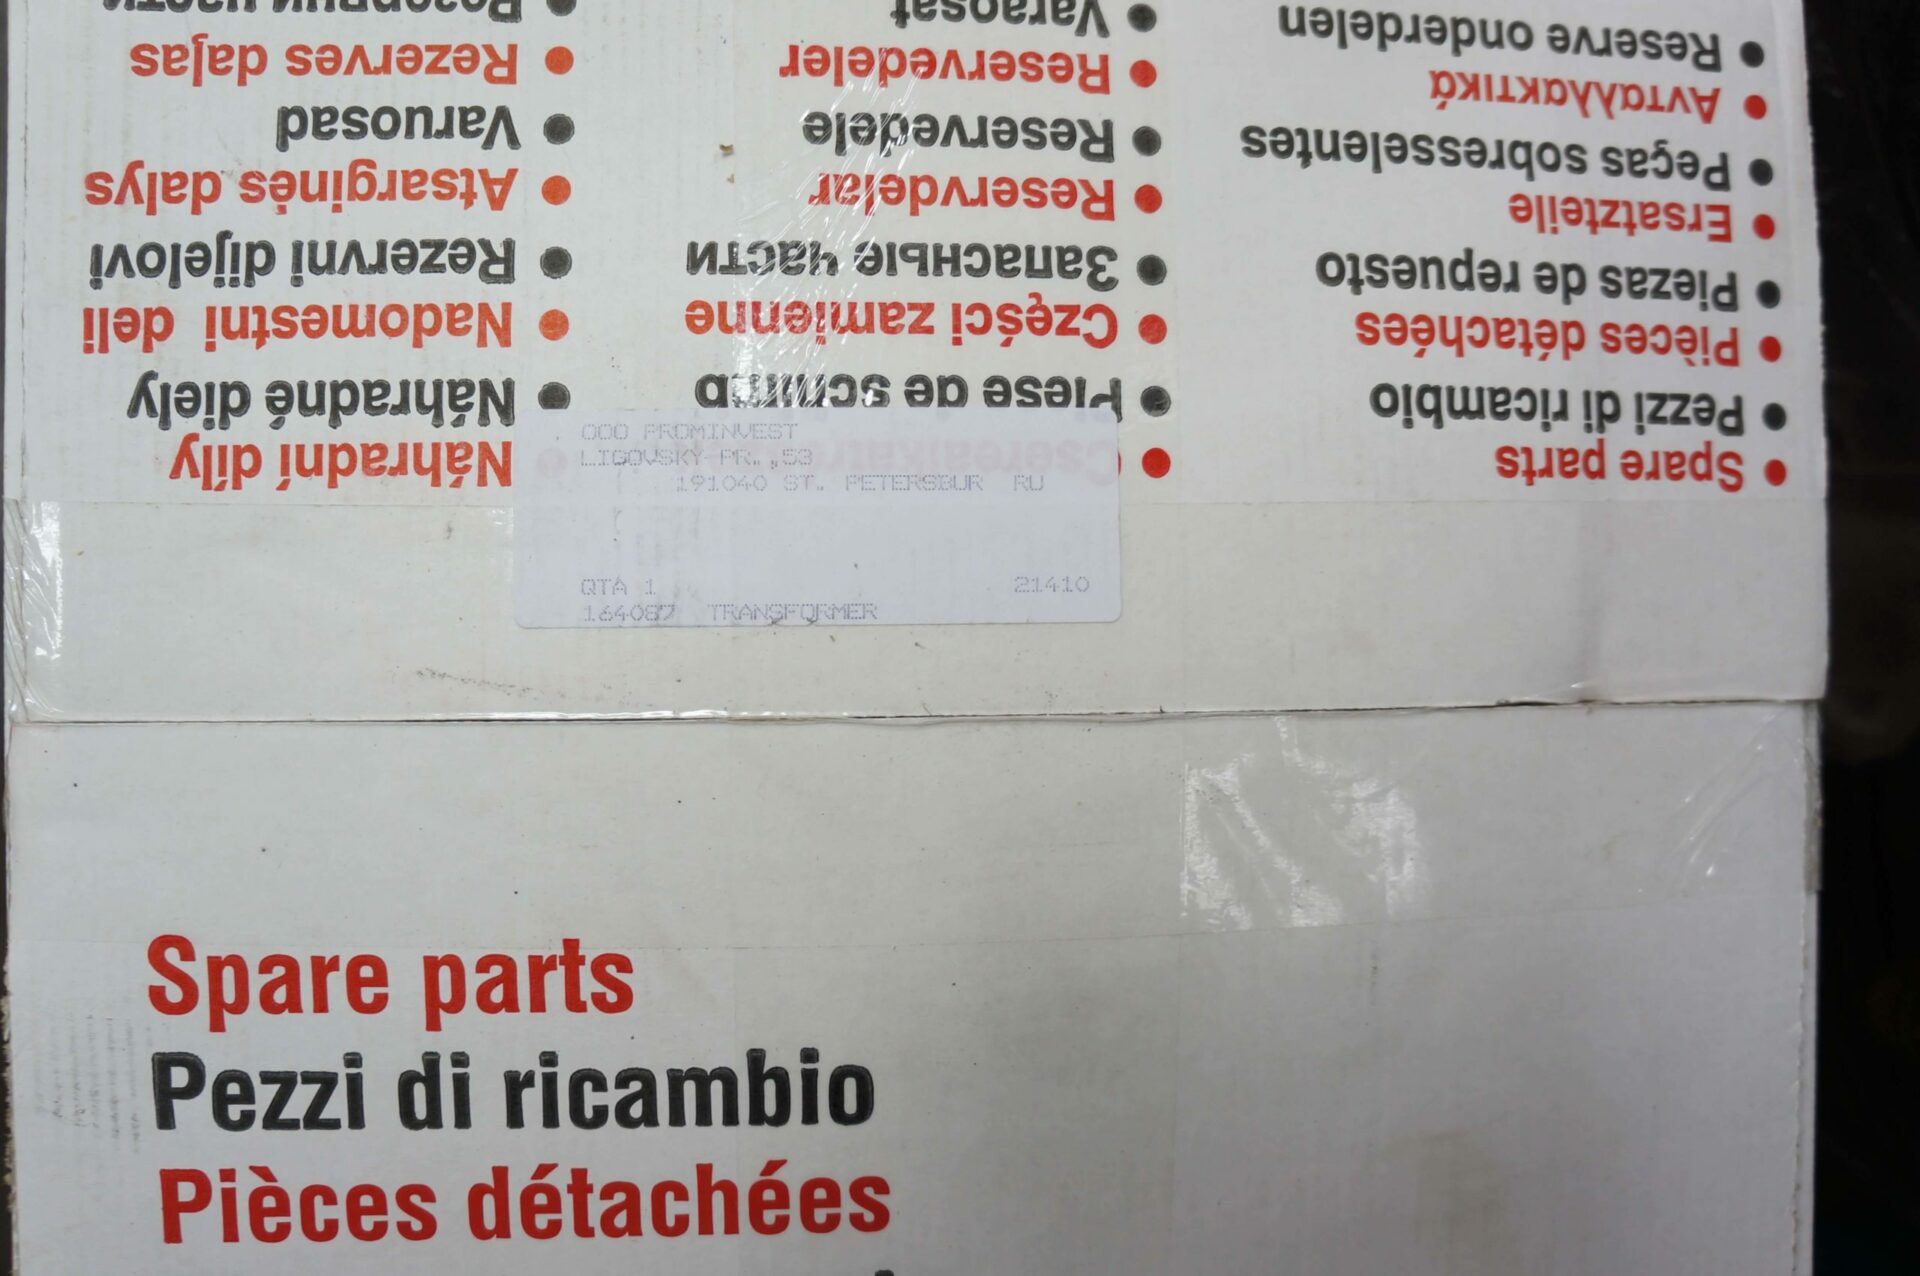 Spare parts
Pezzi di ricambio
Pièces détachées
Piezas de repuesto
Ersatzteile
Peças sobresselentes
Ανταλλακτικά
Reserve onderdelen
Piese de schimb
Części zamienne
Запасные Части
Reservdelar
Reservedele
Reservedeler
Varaosat
Náhradní díly
Náhradné diely
Nadomestni deli
Rezervni dijelovi
Atsarginės dalys
Varuosad
Rezerves daļas
OOO PROMINVEST
LIGOVSKY PR.,53
191040 ST. PETERSBUR RU
QTA 1 21410
164087 TRANSFORMER
Spare parts
Pezzi di ricambio
Pièces détachées